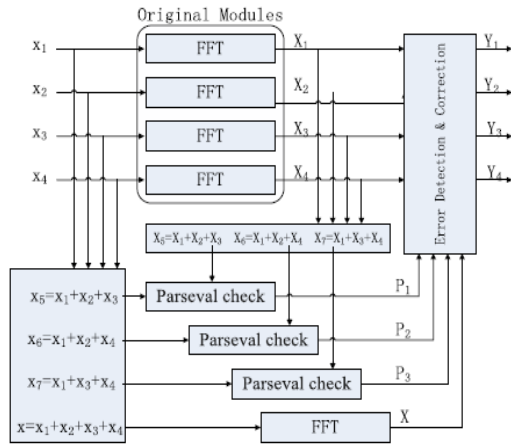 Original Modules
x₁ FFT X₁ Y₁
x₂ FFT X₂ Y₂
x₃ FFT X₃ Y₃
x₄ FFT X₄ Y₄
Error Detection & Correction
X₅=X₁+X₂+X₃ X₆=X₁+X₂+X₄ X₇=X₁+X₃+X₄
x₅=x₁+x₂+x₃ Parseval check P₁
x₆=x₁+x₂+x₄ Parseval check P₂
x₇=x₁+x₃+x₄ Parseval check P₃
x=x₁+x₂+x₃+x₄ FFT X